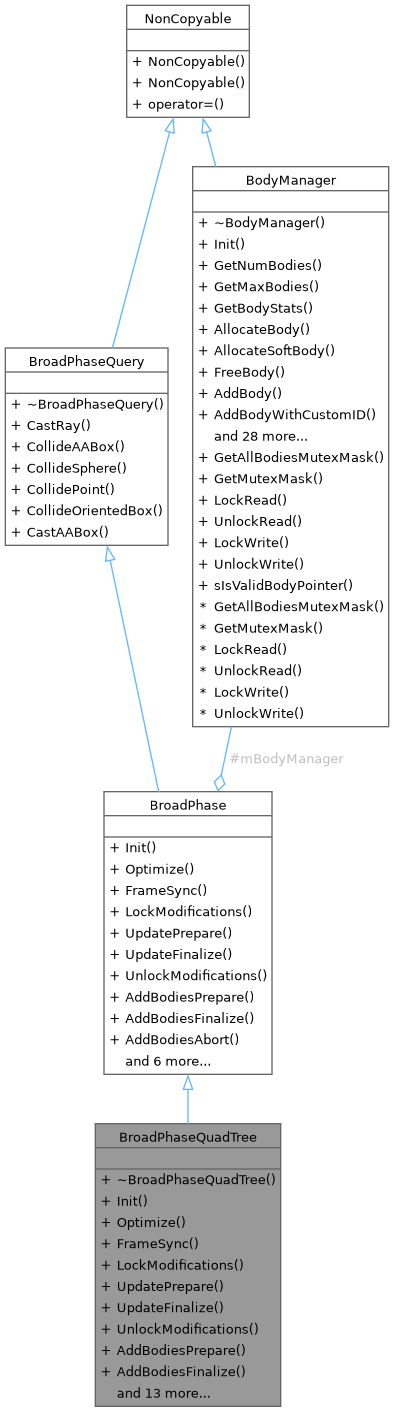 NonCopyable
+ NonCopyable()
+ NonCopyable()
+ operator=()
BodyManager
+ ~BodyManager()
+ Init()
+ GetNumBodies()
+ GetMaxBodies()
+ GetBodyStats()
+ AllocateBody()
+ AllocateSoftBody()
+ FreeBody()
+ AddBody()
+ AddBodyWithCustomID()
and 28 more...
+ GetAllBodiesMutexMask()
+ GetMutexMask()
+ LockRead()
+ UnlockRead()
+ LockWrite()
+ UnlockWrite()
+ sIsValidBodyPointer()
* GetAllBodiesMutexMask()
* GetMutexMask()
* LockRead()
* UnlockRead()
* LockWrite()
* UnlockWrite()
BroadPhaseQuery
+ ~BroadPhaseQuery()
+ CastRay()
+ CollideAABox()
+ CollideSphere()
+ CollidePoint()
+ CollideOrientedBox()
+ CastAABox()
#mBodyManager
BroadPhase
+ Init()
+ Optimize()
+ FrameSync()
+ LockModifications()
+ UpdatePrepare()
+ UpdateFinalize()
+ UnlockModifications()
+ AddBodiesPrepare()
+ AddBodiesFinalize()
+ AddBodiesAbort()
and 6 more...
BroadPhaseQuadTree
+ ~BroadPhaseQuadTree()
+ Init()
+ Optimize()
+ FrameSync()
+ LockModifications()
+ UpdatePrepare()
+ UpdateFinalize()
+ UnlockModifications()
+ AddBodiesPrepare()
+ AddBodiesFinalize()
and 13 more...